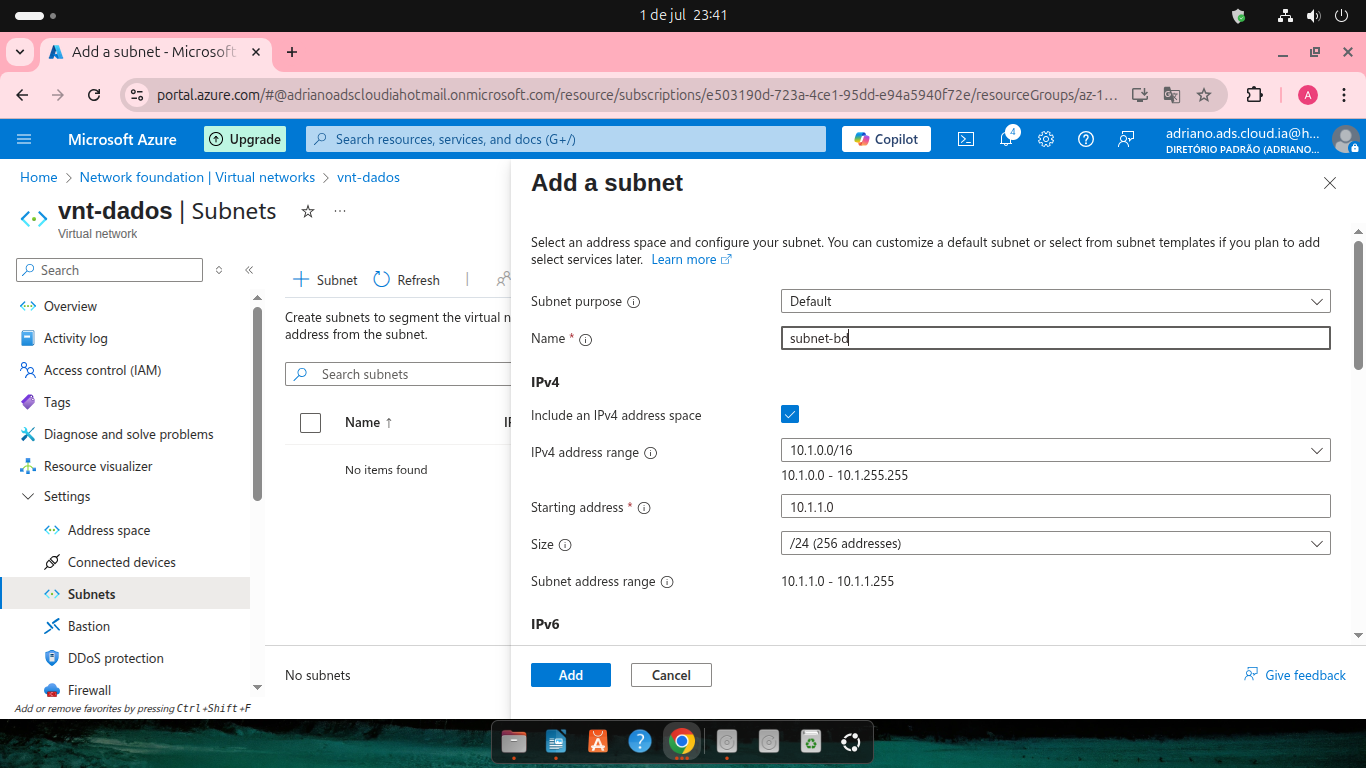 1 de jul 23:41
Add a subnet - Microsoft
portal.azure.com/#@adrianoadscloudiahotmail.onmicrosoft.com/resource/subscriptions/e503190d-723a-4ce1-95dd-e94a5940f72e/resourceGroups/az-1...
A
Microsoft Azure
Upgrade
Search resources, services, and docs (G+/)
Copilot
4
adriano.ads.cloud.ia@h...
DIRETÓRIO PADRÃO (ADRIANO...
Home > Network foundation | Virtual networks > vnt-dados
vnt-dados | Subnets
Virtual network
Search
Overview
Activity log
Access control (IAM)
Tags
Diagnose and solve problems
Resource visualizer
Settings
Address space
Connected devices
Subnets
Bastion
DDoS protection
Firewall
Add or remove favorites by pressing Ctrl+Shift+F
Subnet
Refresh
Create subnets to segment the virtual n
address from the subnet.
Search subnets
Name ↑
No items found
No subnets
Add a subnet
Select an address space and configure your subnet. You can customize a default subnet or select from subnet templates if you plan to add
select services later. Learn more
Subnet purpose
Default
Name *
subnet-bd
IPv4
Include an IPv4 address space
IPv4 address range
10.1.0.0/16
10.1.0.0 - 10.1.255.255
Starting address *
10.1.1.0
Size
/24 (256 addresses)
Subnet address range
10.1.1.0 - 10.1.1.255
IPv6
Add
Cancel
Give feedback